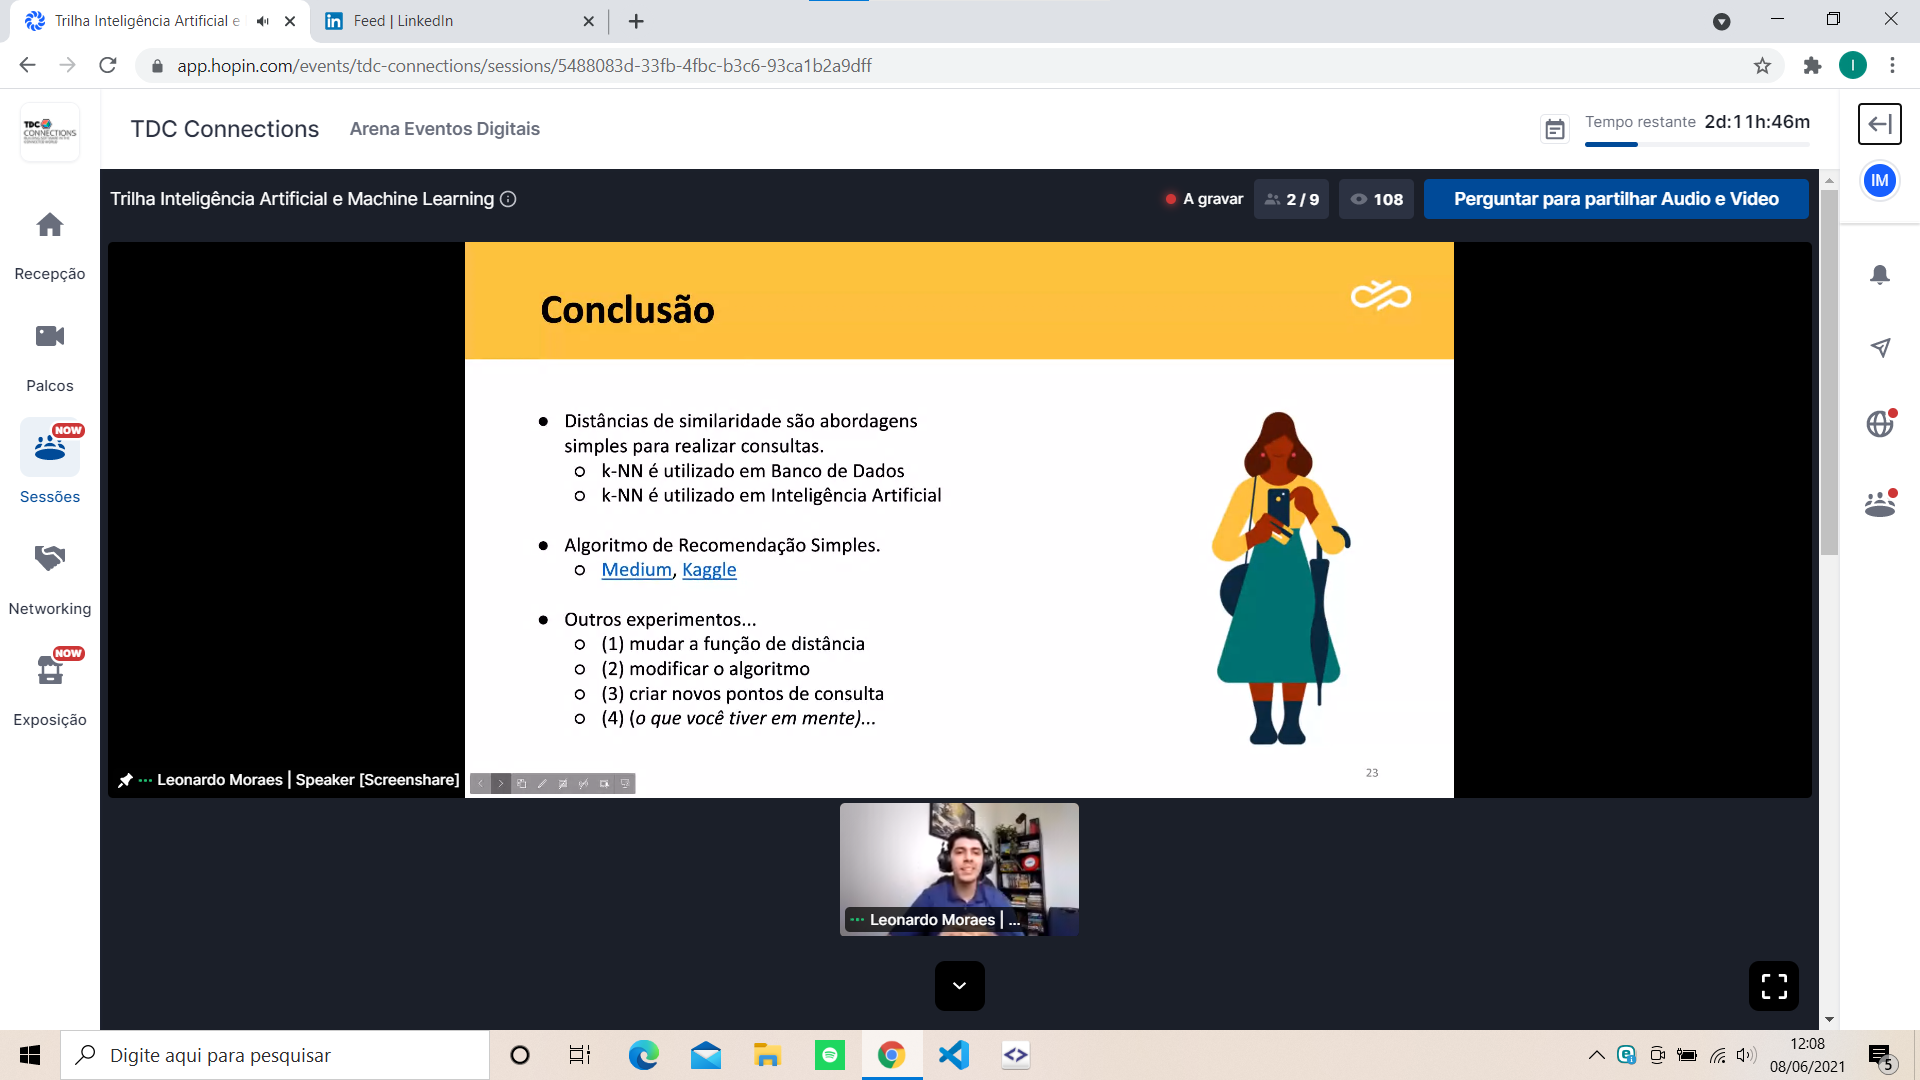 Trilha Inteligência Artificial e
Feed | LinkedIn
app.hopin.com/events/tdc-connections/sessions/5488083d-33fb-4fbc-b3c6-93ca1b2a9dff
I
TDC
CONNECTIONS
TDC Connections
Arena Eventos Digitais
Tempo restante 2d:11h:46m
IM
Trilha Inteligência Artificial e Machine Learning
A gravar
2 / 9
108
Perguntar para partilhar Audio e Video
Recepção
Palcos
NOW
Sessões
Networking
NOW
Exposição
Conclusão
● Distâncias de similaridade são abordagens
simples para realizar consultas.
○ k-NN é utilizado em Banco de Dados
○ k-NN é utilizado em Inteligência Artificial
● Algoritmo de Recomendação Simples.
○ Medium, Kaggle
● Outros experimentos...
○ (1) mudar a função de distância
○ (2) modificar o algoritmo
○ (3) criar novos pontos de consulta
○ (4) (o que você tiver em mente)...
23
Leonardo Moraes | Speaker [Screenshare]
Leonardo Moraes | ...
Digite aqui para pesquisar
12:08
08/06/2021
5